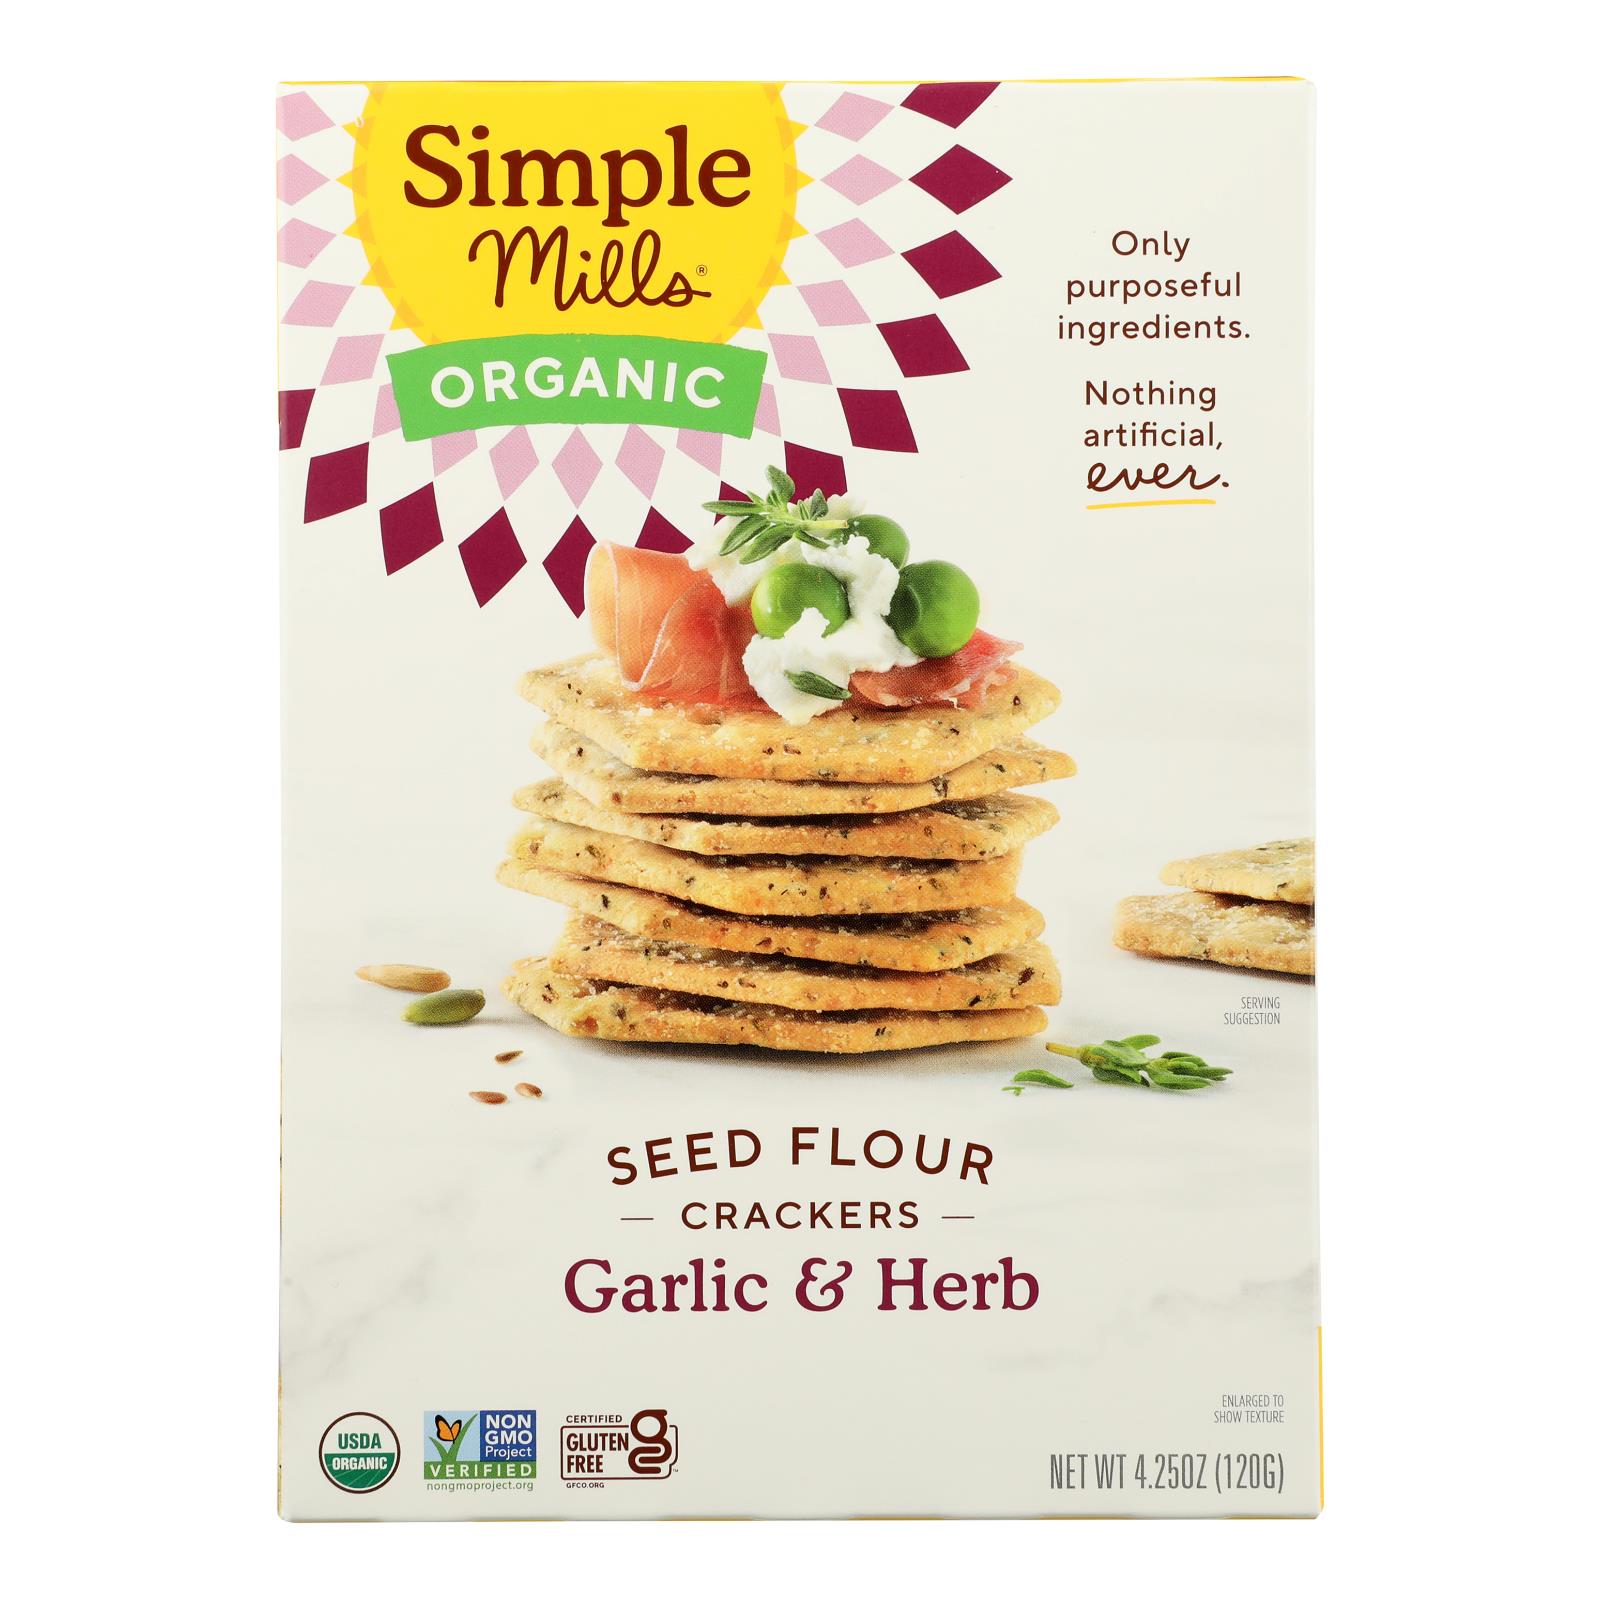 Simple
Mills®
ORGANIC
Only
purposeful
ingredients.
Nothing
artificial,
ever.
SERVING
SUGGESTION
SEED FLOUR
— CRACKERS —
Garlic & Herb
ENLARGED TO
SHOW TEXTURE
USDA
ORGANIC
NON
GMO
Project
VERIFIED
nongmoproject.org
CERTIFIED
GLUTEN
FREE
GFCO.ORG
™
NET WT 4.25OZ (120G)